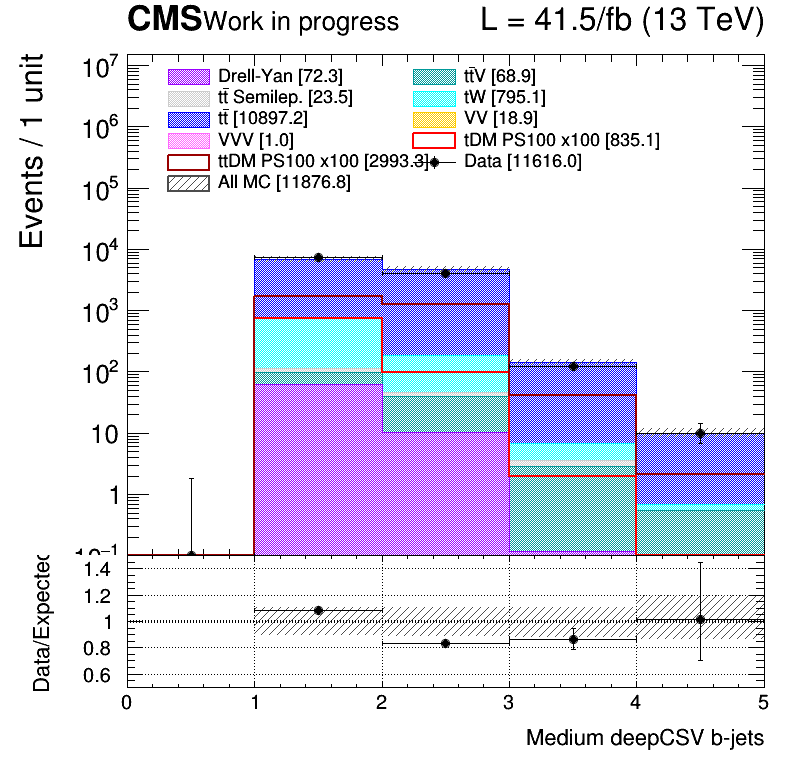 CMS Work in progress L = 41.5/fb (13 TeV)
Events / 1 unit
10⁷
10⁶
10⁵
10⁴
10³
10²
10
1
10⁻¹
Drell-Yan [72.3] tt̄V [68.9]
tt̄ Semilep. [23.5] tW [795.1]
tt̄ [10897.2] VV [18.9]
VVV [1.0] tDM PS100 x100 [835.1]
ttDM PS100 x100 [2993.3] Data [11616.0]
All MC [11876.8]
Data/Expected
1.4
1.2
1
0.8
0.6
0 1 2 3 4 5
Medium deepCSV b-jets